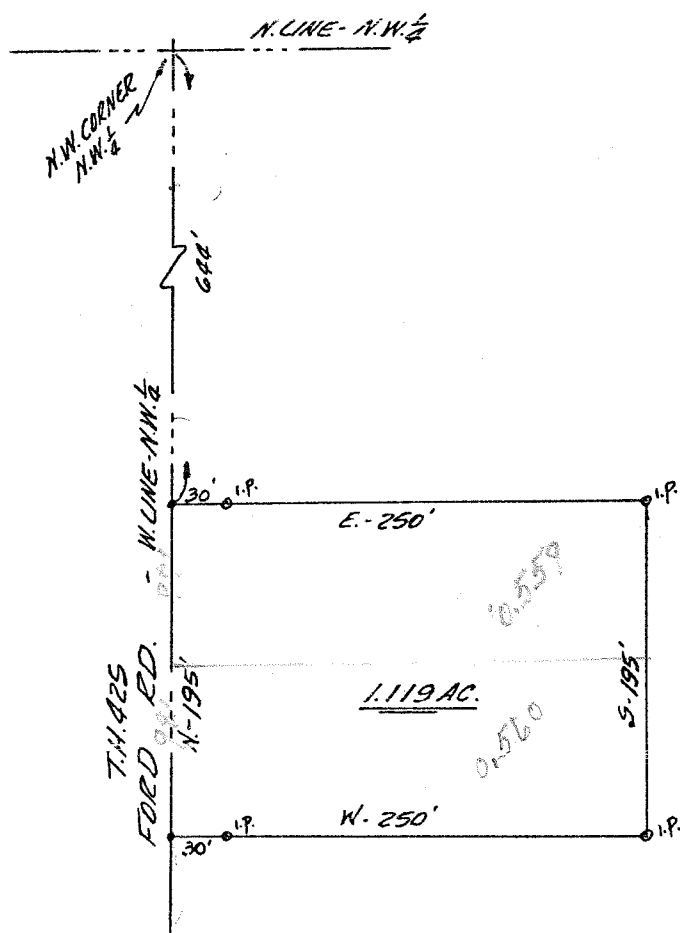 N. LINE - N.W. 1/4
N.W. CORNER
N.W. 1/4
644'
W. LINE - N.W. 1/4 -
30' I.P.
I.P.
E. - 250'
0.559
T.H. 425
FORD RD.
N. - 195'
1.119 AC.
S - 195'
0.560
30' I.P.
W. - 250'
I.P.